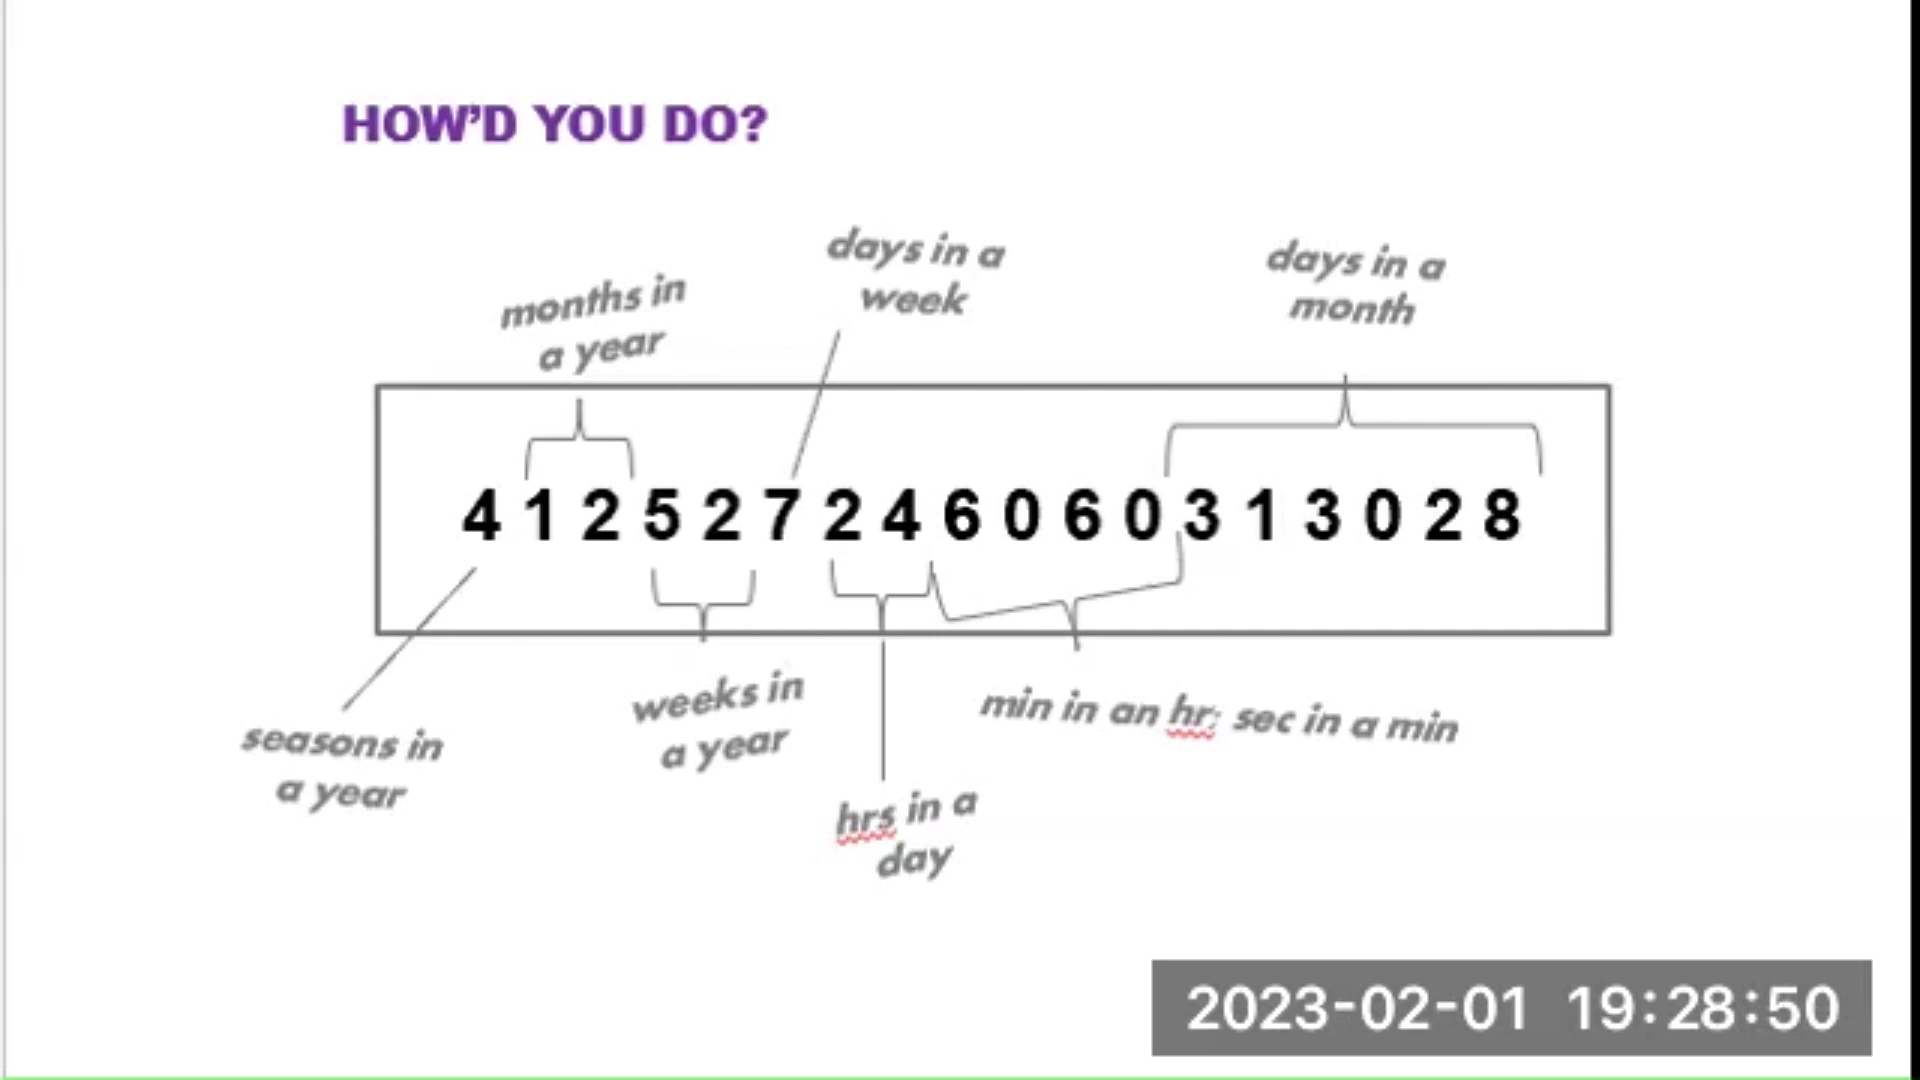 HOW'D YOU DO?
days in a
week
days in a
month
months in
a year
4 1 2 5 2 7 2 4 6 0 6 0 3 1 3 0 2 8
seasons in
a year
weeks in
a year
min in an hr; sec in a min
hrs in a
day
2023-02-01 19:28:50